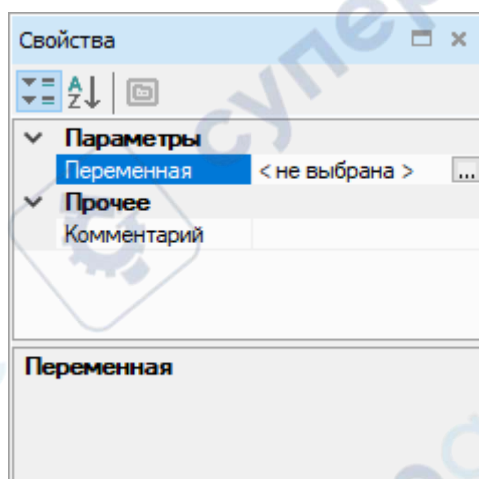 Свойства
Параметры
Переменная < не выбрана > ...
Прочее
Комментарий
Переменная